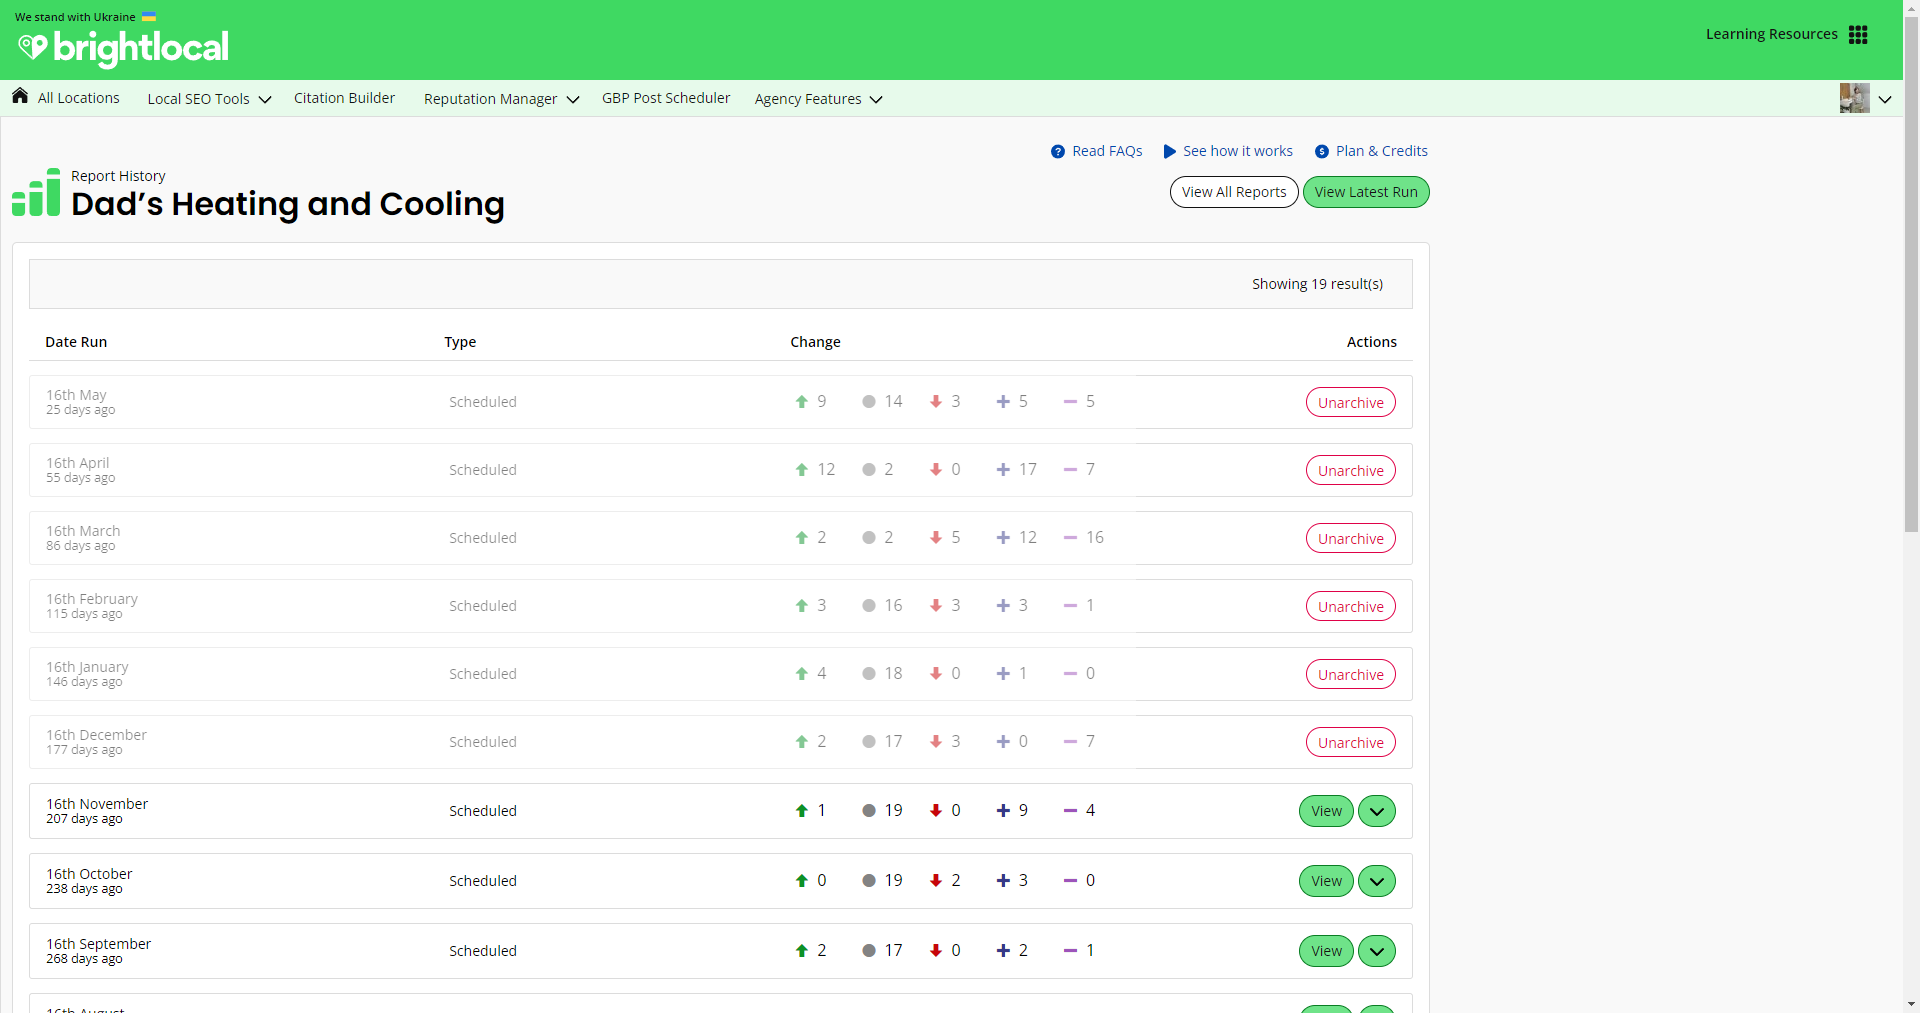 We stand with Ukraine
brightlocal
Learning Resources
All Locations
Local SEO Tools
Citation Builder
Reputation Manager
GBP Post Scheduler
Agency Features
Read FAQs
See how it works
Plan & Credits
Report History
Dad’s Heating and Cooling
View All Reports
View Latest Run
Showing 19 result(s)
Date Run Type Change Actions
16th May
25 days ago
Scheduled 9 14 3 5 5 Unarchive
16th April
55 days ago
Scheduled 12 2 0 17 7 Unarchive
16th March
86 days ago
Scheduled 2 2 5 12 16 Unarchive
16th February
115 days ago
Scheduled 3 16 3 3 1 Unarchive
16th January
146 days ago
Scheduled 4 18 0 1 0 Unarchive
16th December
177 days ago
Scheduled 2 17 3 0 7 Unarchive
16th November
207 days ago
Scheduled 1 19 0 9 4 View
16th October
238 days ago
Scheduled 0 19 2 3 0 View
16th September
268 days ago
Scheduled 2 17 0 2 1 View
16th August